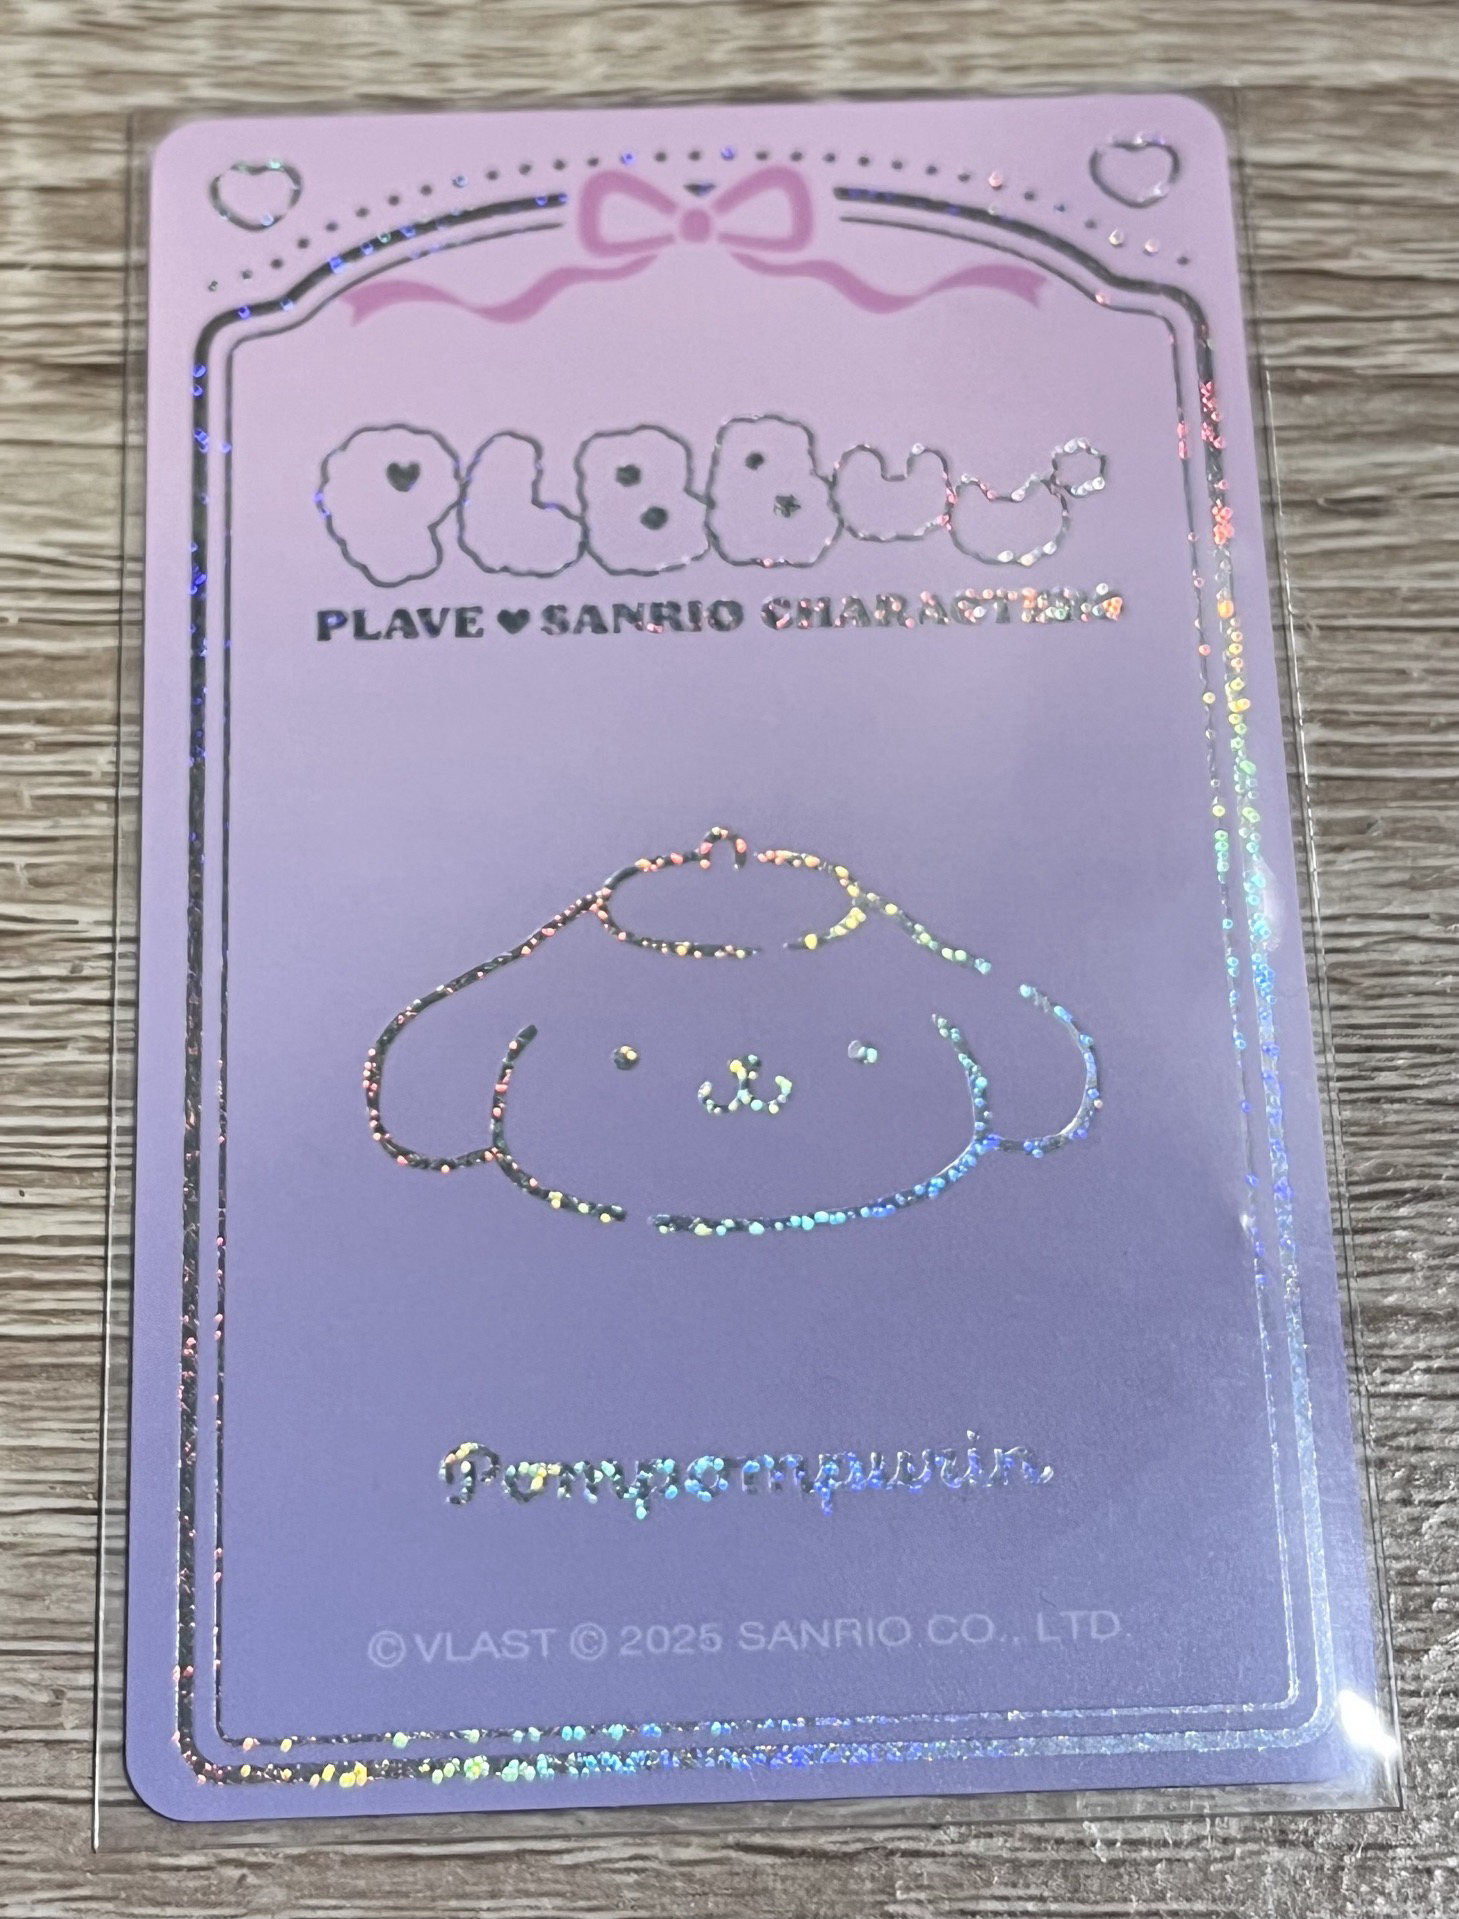 PLBBUU
PLAVE♥SANRIO CHARACTERS
Pompompurin
©VLAST © 2025 SANRIO CO., LTD.